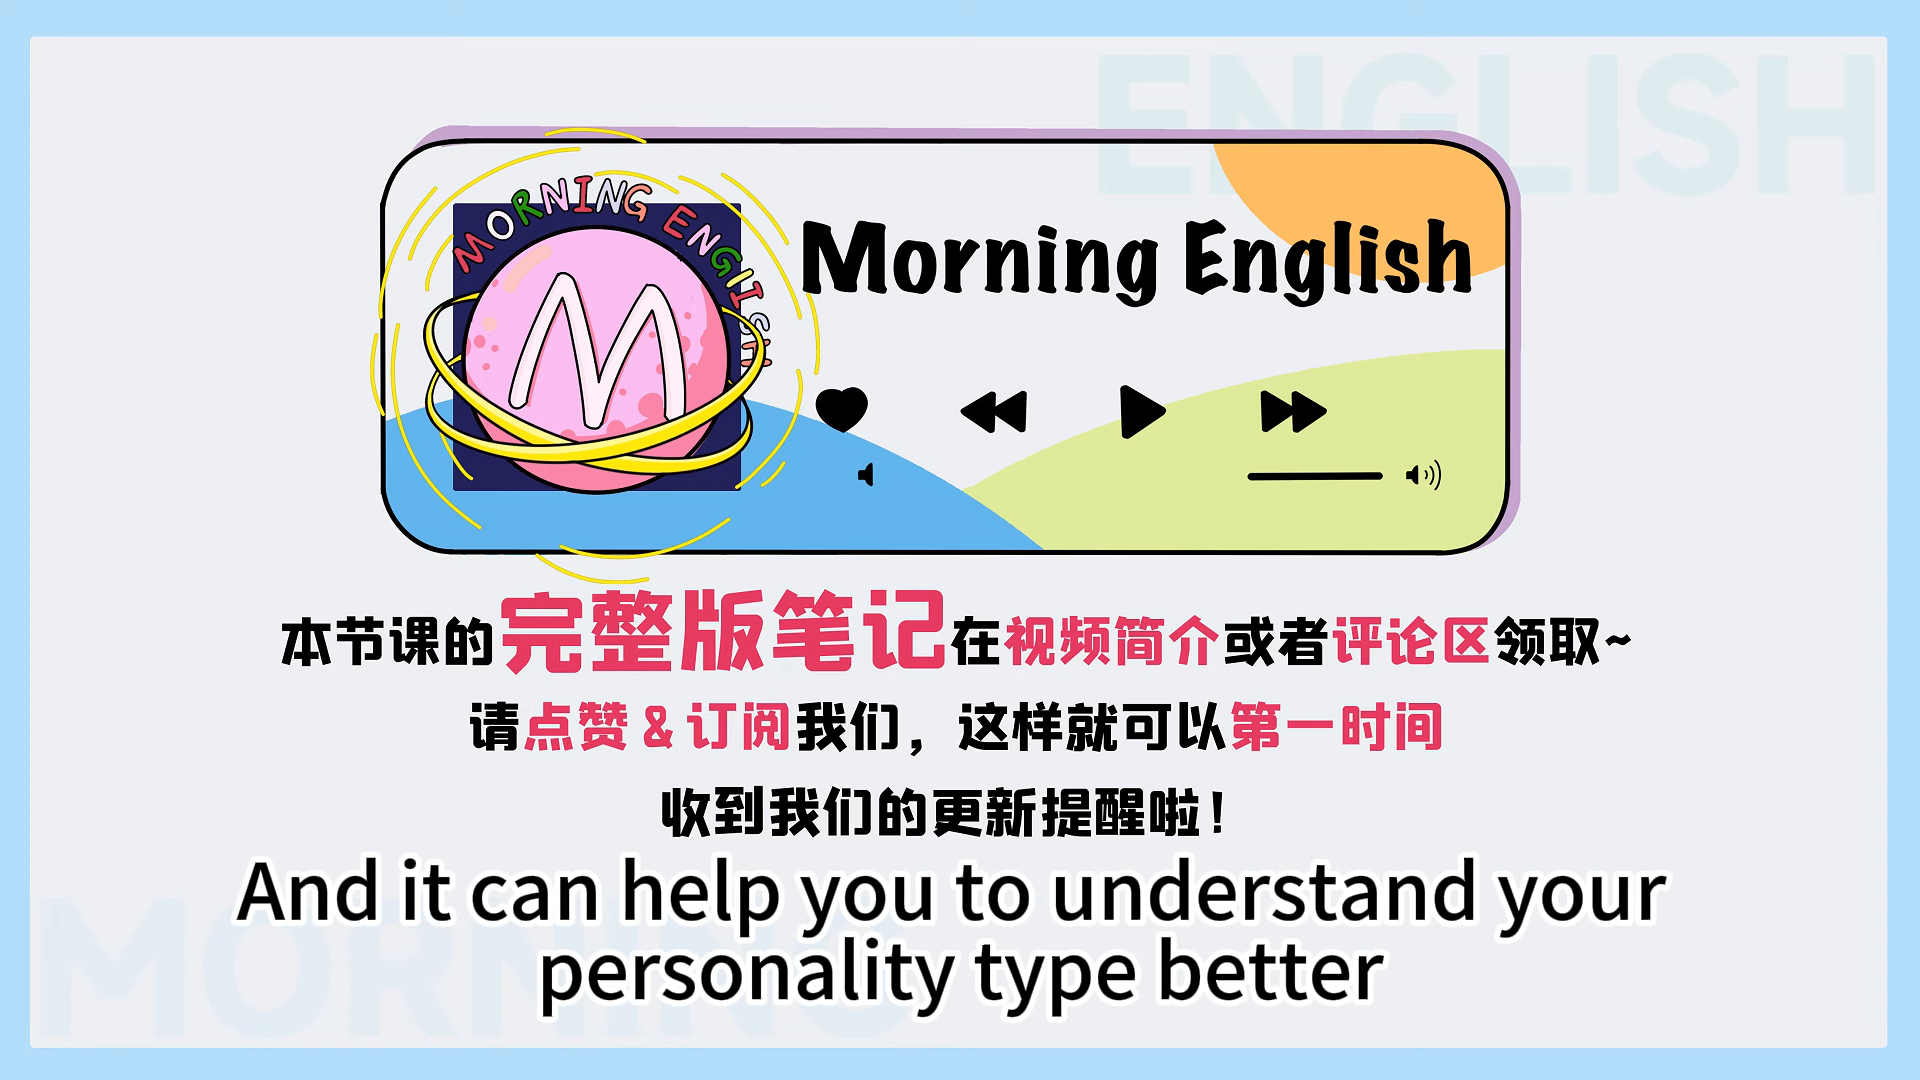 ENGLISH
MORNING ENGLISH
M
Morning English
本节课的完整版笔记在视频简介或者评论区领取~
请点赞&订阅我们，这样就可以第一时间
收到我们的更新提醒啦！
And it can help you to understand your
personality type better
MORNING